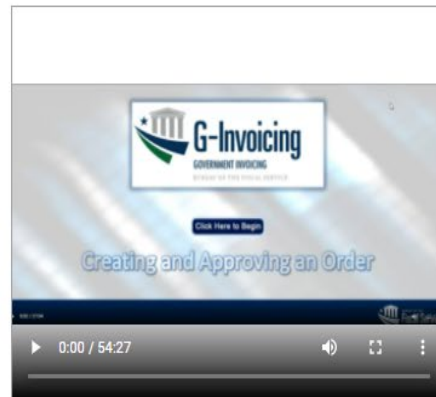 G-Invoicing
GOVERNMENT INVOICING
BUREAU OF THE FISCAL SERVICE
Click Here to Begin
Creating and Approving an Order
0:00 / 54:27